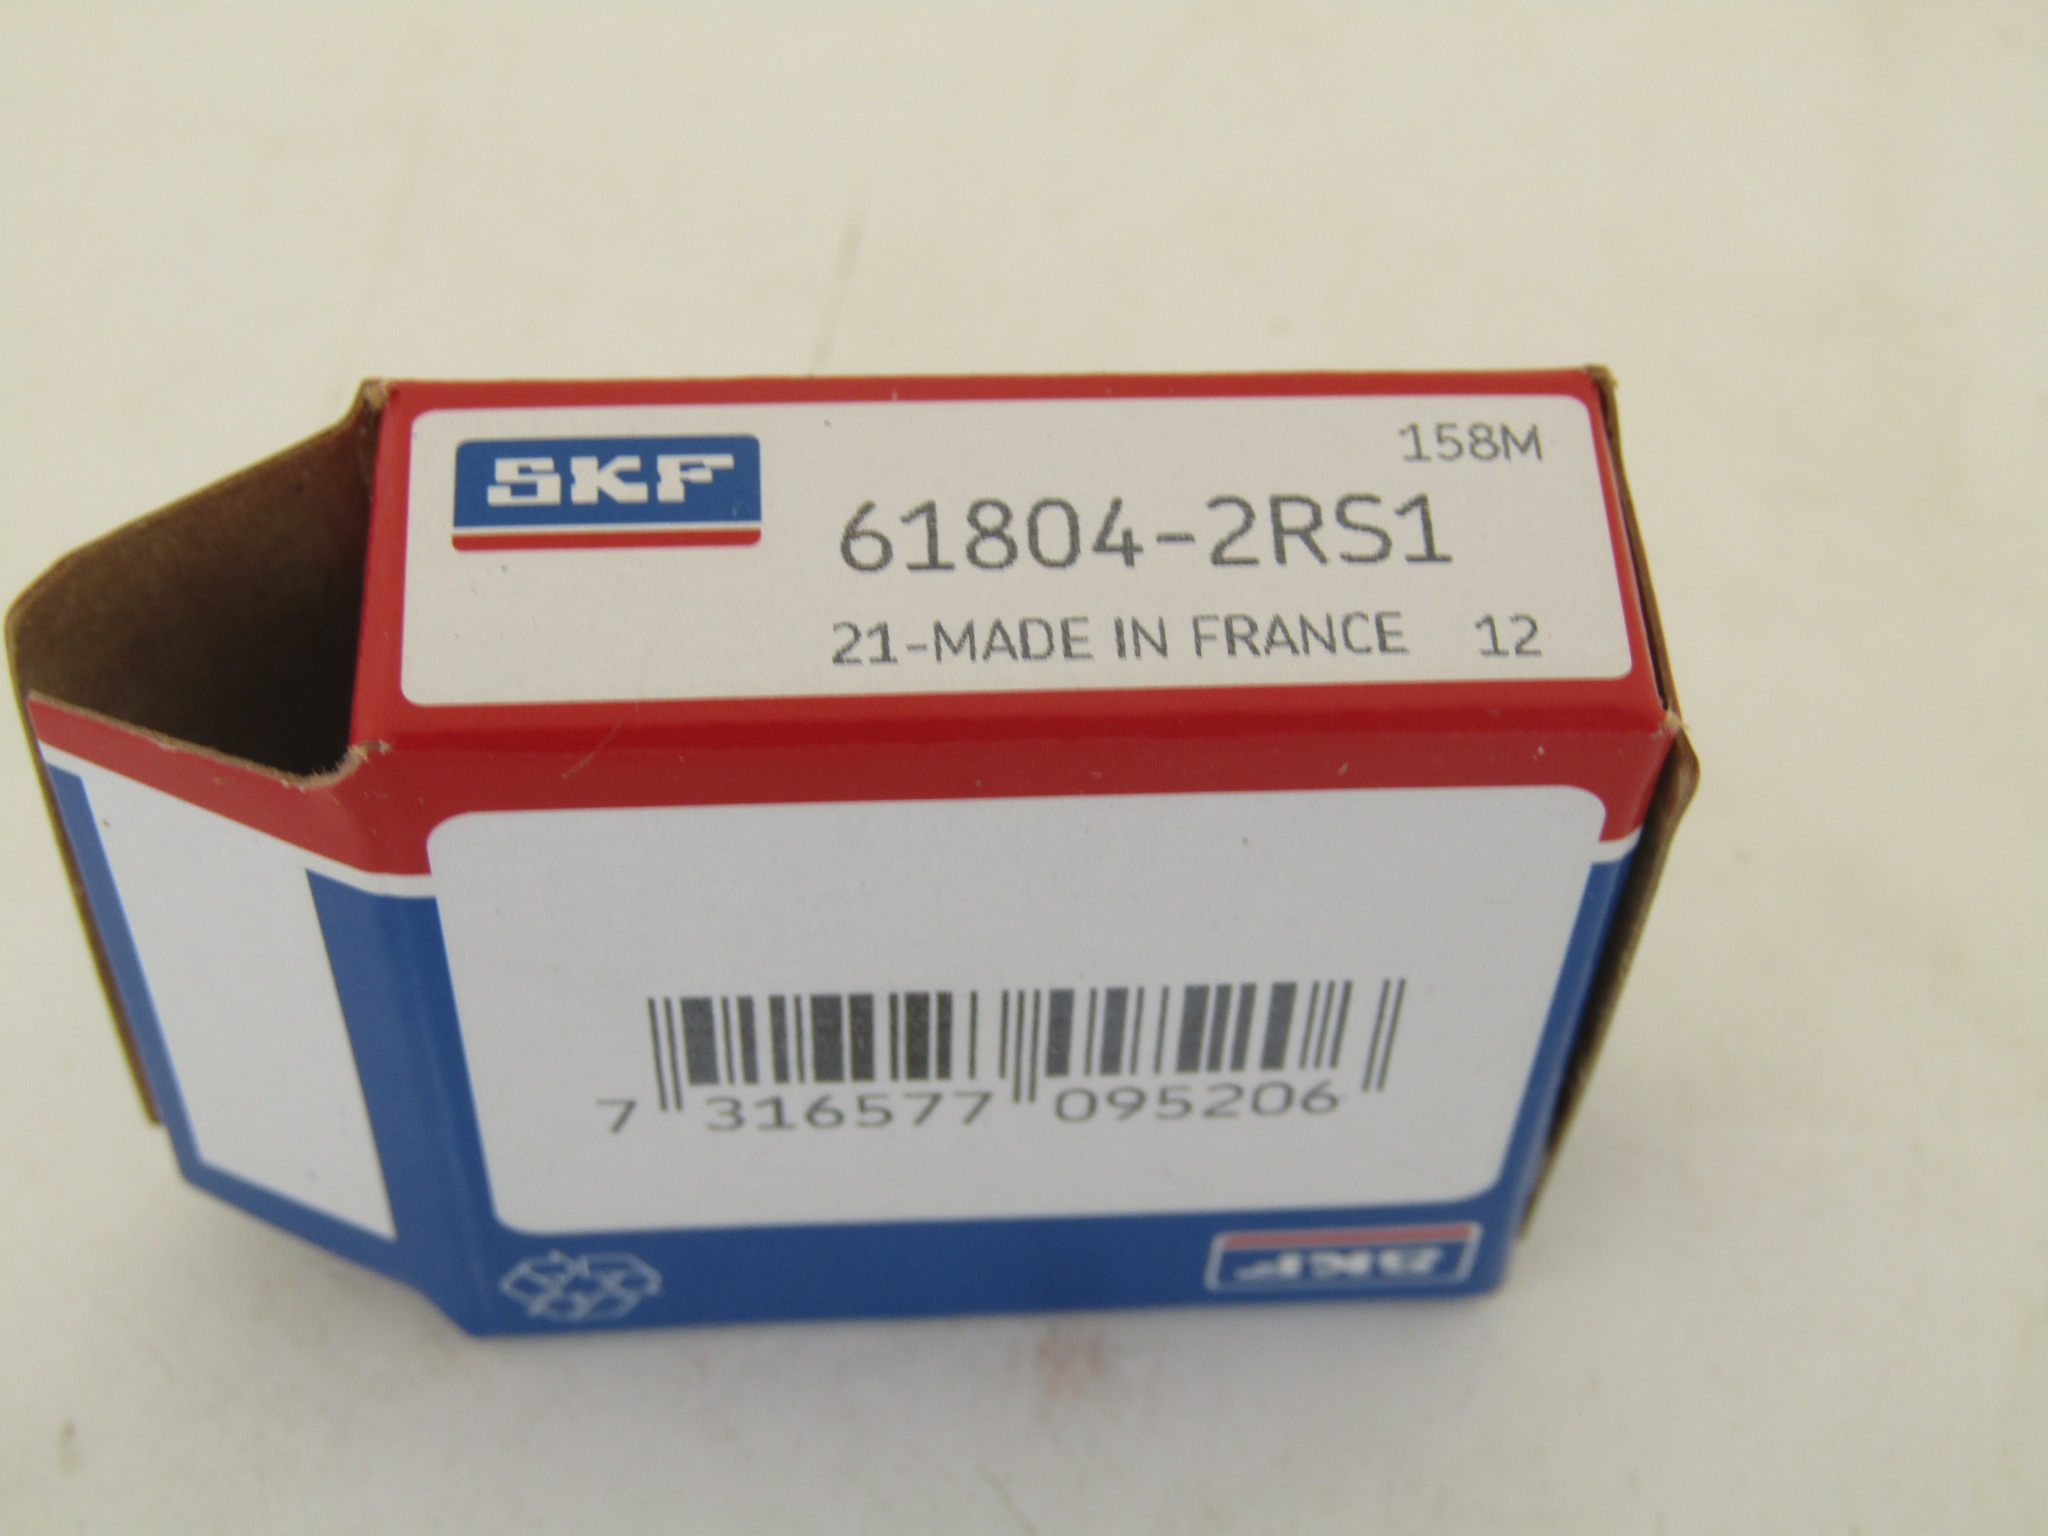 SKF
158M
61804-2RS1
21-MADE IN FRANCE 12
7 316577 095206
SKF